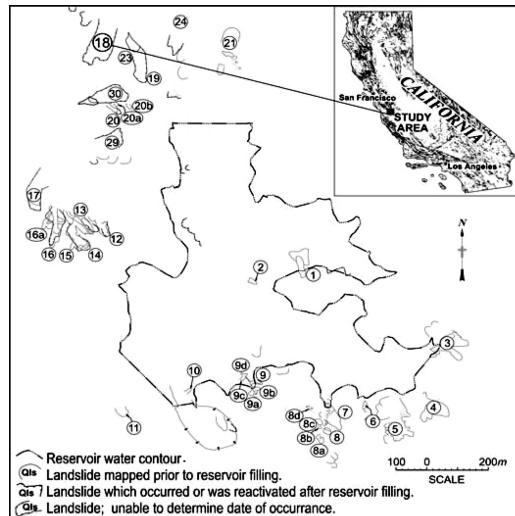 24
18
21
23
19
CALIFORNIA
San Francisco
STUDY
AREA
Los Angeles
30
20b
20
20a
29
17
13
16a
12
16
15
14
N
2
1
3
9d
9
10
9c
9b
9a
11
8d
7
8c
8b
8
8a
6
5
4
Reservoir water contour.
Qls Landslide mapped prior to reservoir filling.
Qls Landslide which occurred or was reactivated after reservoir filling.
Qls Landslide; unable to determine date of occurrance.
100 0 200m
SCALE